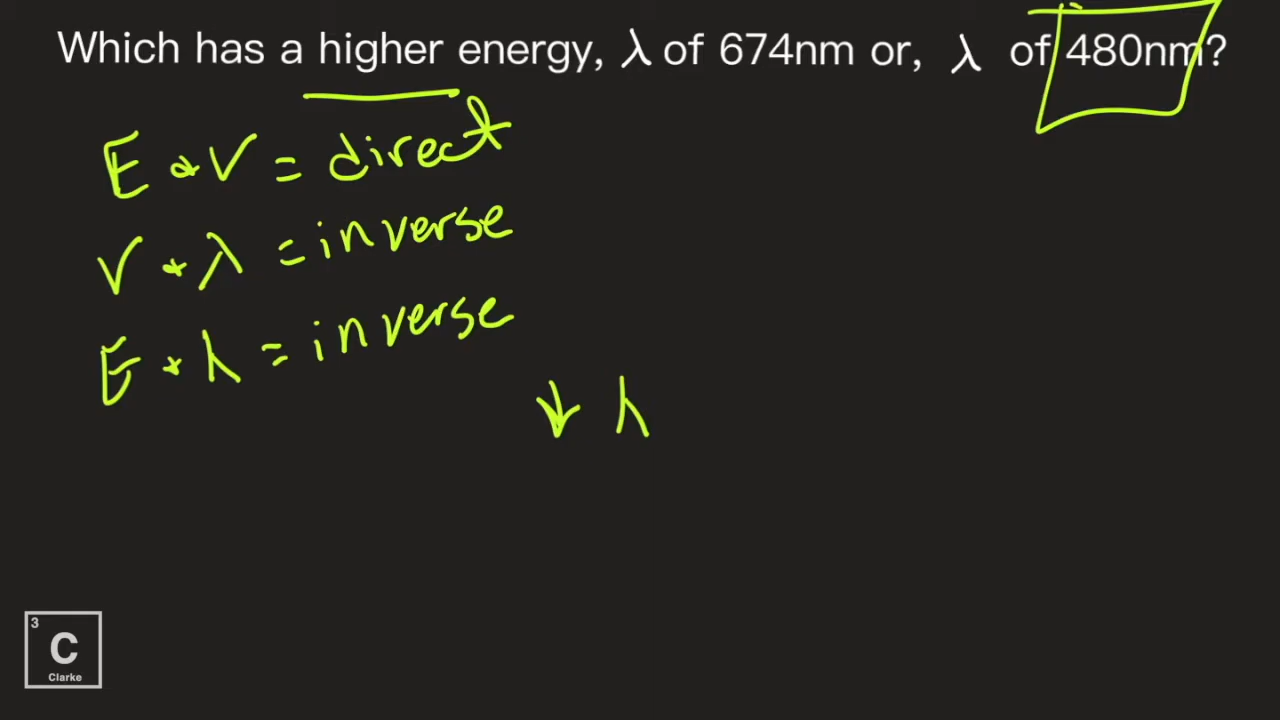 Which has a higher energy, λ of 674nm or, λ of 480nm?
E & ν = direct
ν & λ = inverse
E & λ = inverse
↓ λ
3
C
Clarke